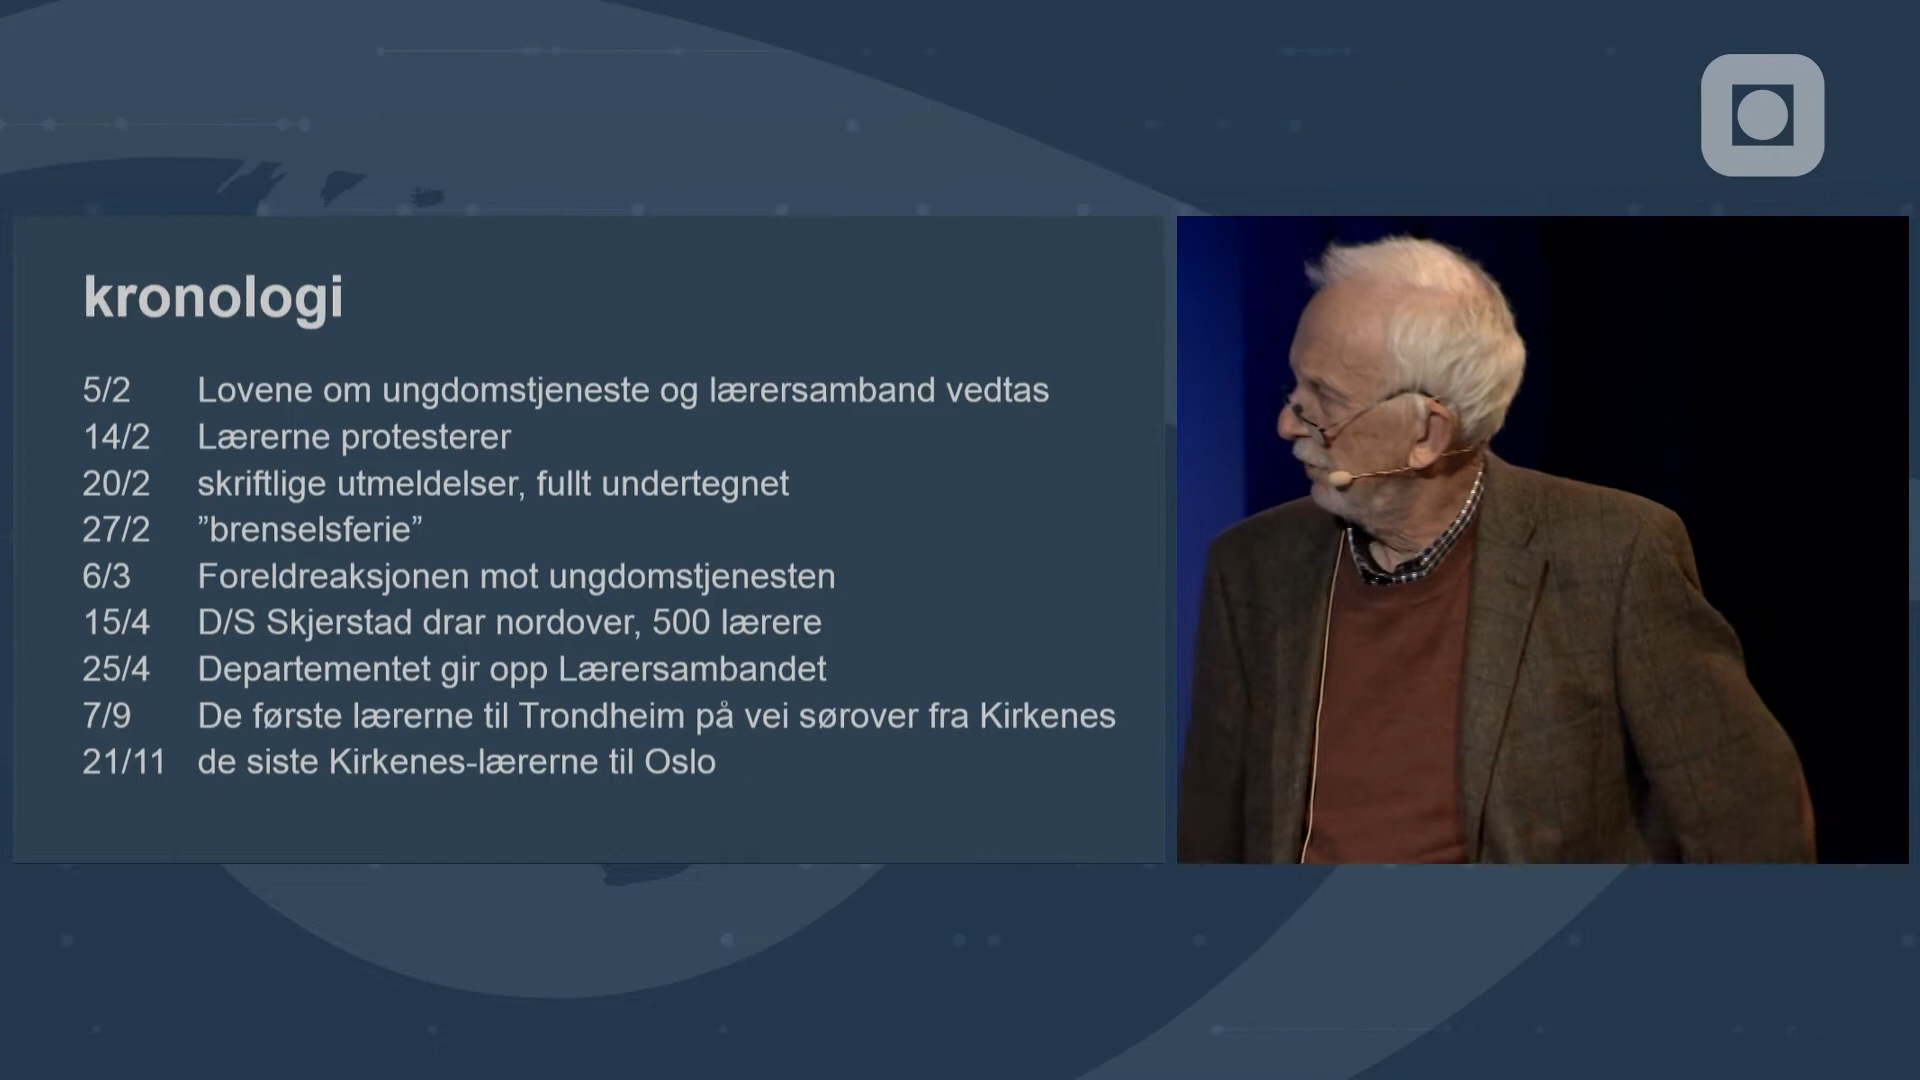 kronologi
5/2 Lovene om ungdomstjeneste og lærersamband vedtas
14/2 Lærerne protesterer
20/2 skriftlige utmeldelser, fullt undertegnet
27/2 ”brenselsferie”
6/3 Foreldreaksjonen mot ungdomstjenesten
15/4 D/S Skjerstad drar nordover, 500 lærere
25/4 Departementet gir opp Lærersambandet
7/9 De første lærerne til Trondheim på vei sørover fra Kirkenes
21/11 de siste Kirkenes-lærerne til Oslo